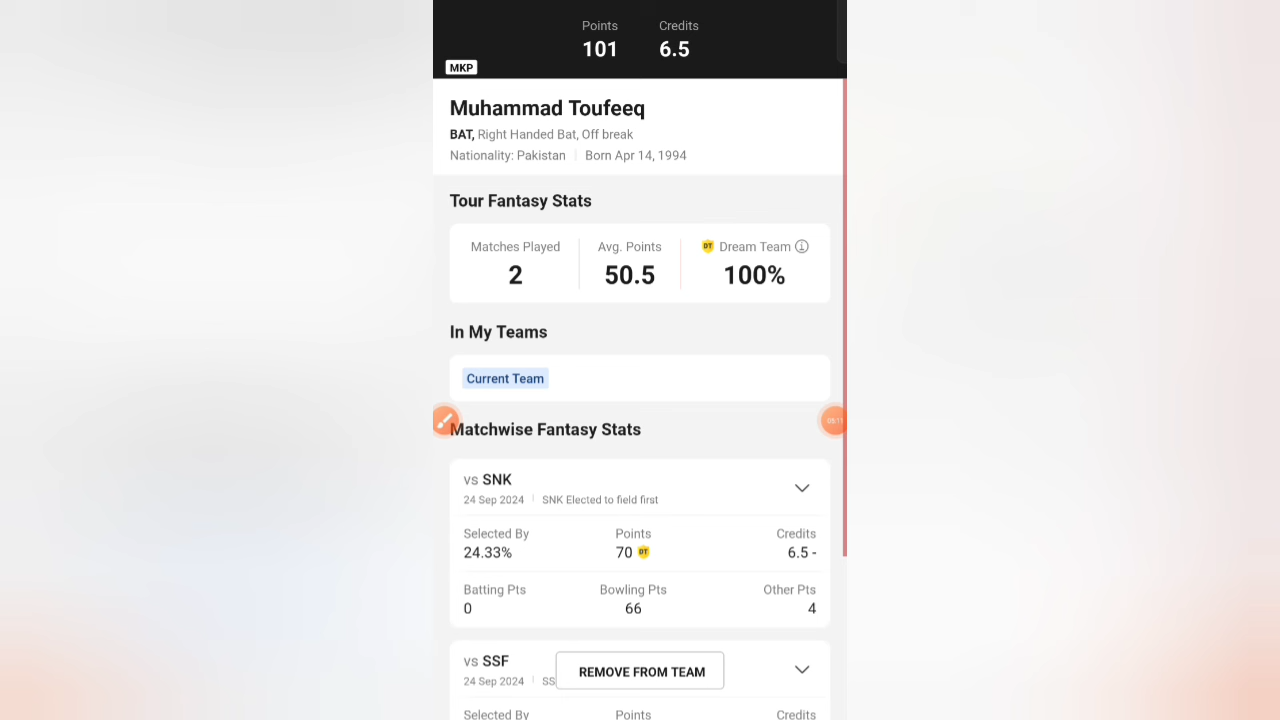 Points Credits
101 6.5
MKP
Muhammad Toufeeq
BAT, Right Handed Bat, Off break
Nationality: Pakistan Born Apr 14, 1994
Tour Fantasy Stats
Matches Played Avg. Points DT Dream Team
2 50.5 100%
In My Teams
Current Team
Matchwise Fantasy Stats
vs SNK
24 Sep 2024 SNK Elected to field first
Selected By Points Credits
24.33% 70 DT 6.5 -
Batting Pts Bowling Pts Other Pts
0 66 4
vs SSF
24 Sep 2024
REMOVE FROM TEAM
Selected By Points Credits